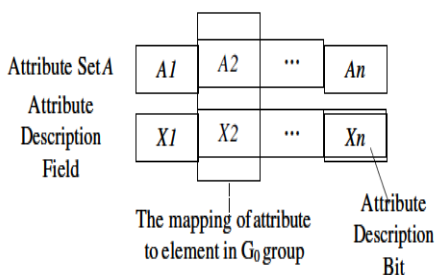 Attribute Set A A1 A2 ... An
Attribute
Description
Field
X1 X2 ... Xn
The mapping of attribute
to element in G₀ group
Attribute
Description
Bit